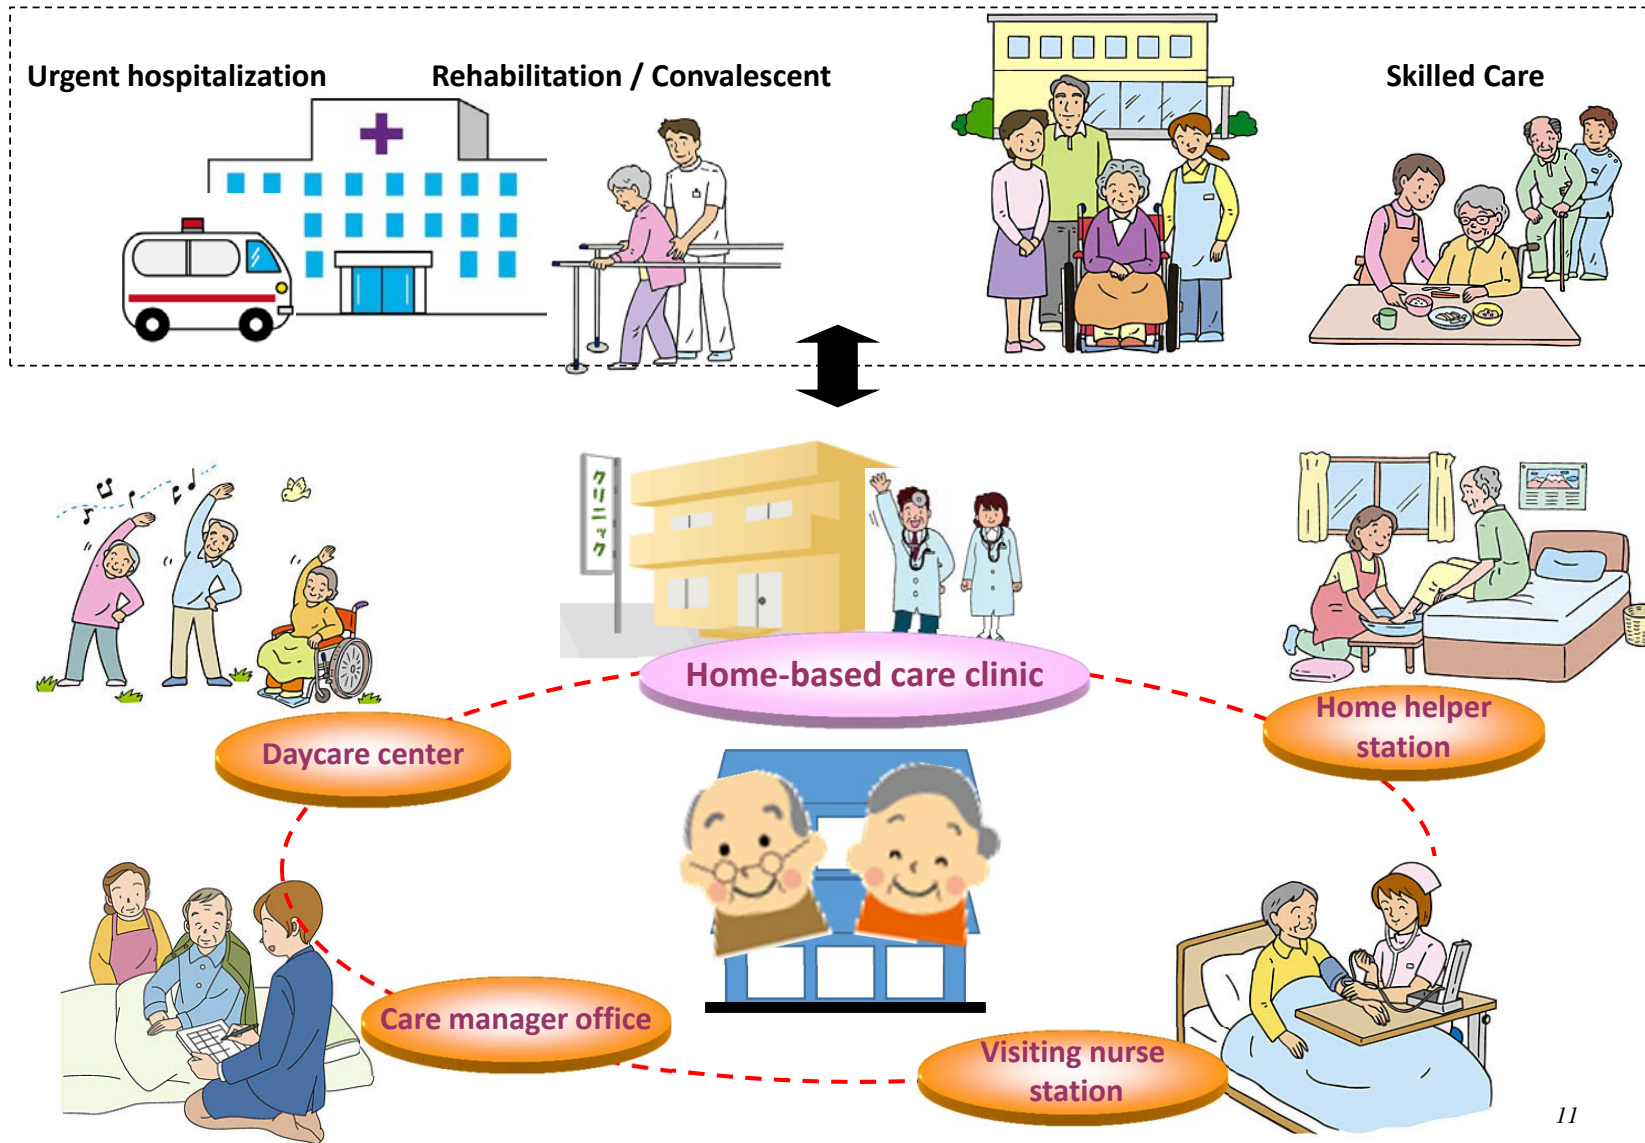 Urgent hospitalization
Rehabilitation / Convalescent
Skilled Care
クリニック
Home-based care clinic
Home helper
station
Daycare center
Care manager office
Visiting nurse
station
11